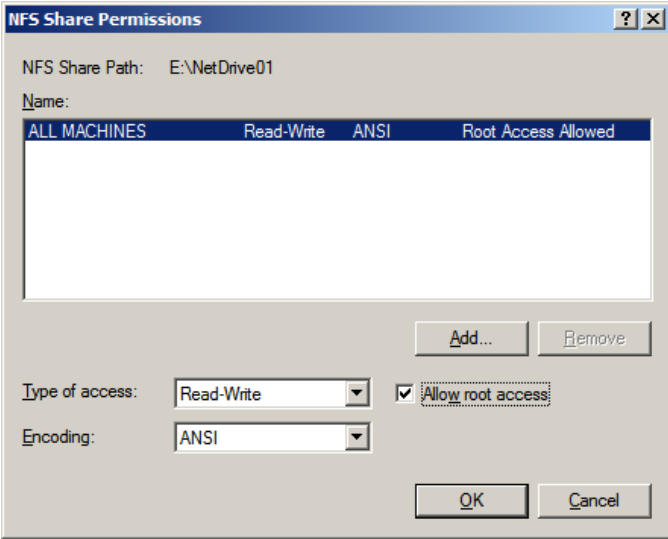 NFS Share Permissions
NFS Share Path: E:\NetDrive01
Name:
ALL MACHINES Read-Write ANSI Root Access Allowed
Add... Remove
Type of access: Read-Write Allow root access
Encoding: ANSI
OK Cancel